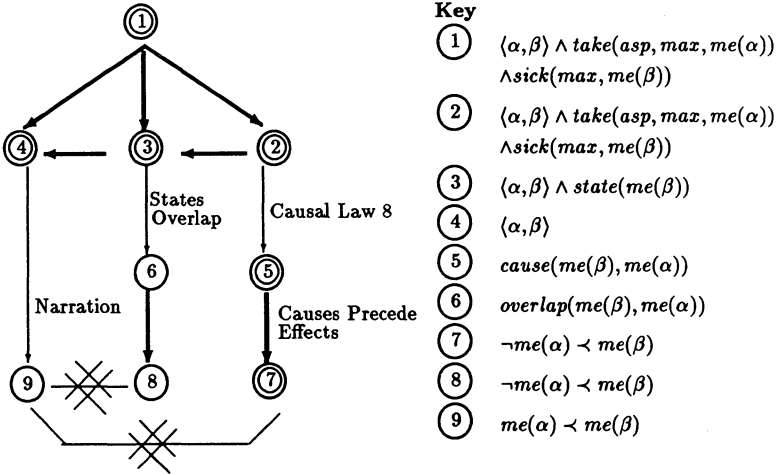 1
4
3
2
States
Overlap
Causal Law 8
6
5
Narration
Causes Precede
Effects
9
8
7
Key
1 ⟨α,β⟩ ∧ take(asp, max, me(α))
∧sick(max, me(β))
2 ⟨α,β⟩ ∧ take(asp, max, me(α))
∧sick(max, me(β))
3 ⟨α,β⟩ ∧ state(me(β))
4 ⟨α,β⟩
5 cause(me(β), me(α))
6 overlap(me(β), me(α))
7 ¬me(α) ≺ me(β)
8 ¬me(α) ≺ me(β)
9 me(α) ≺ me(β)